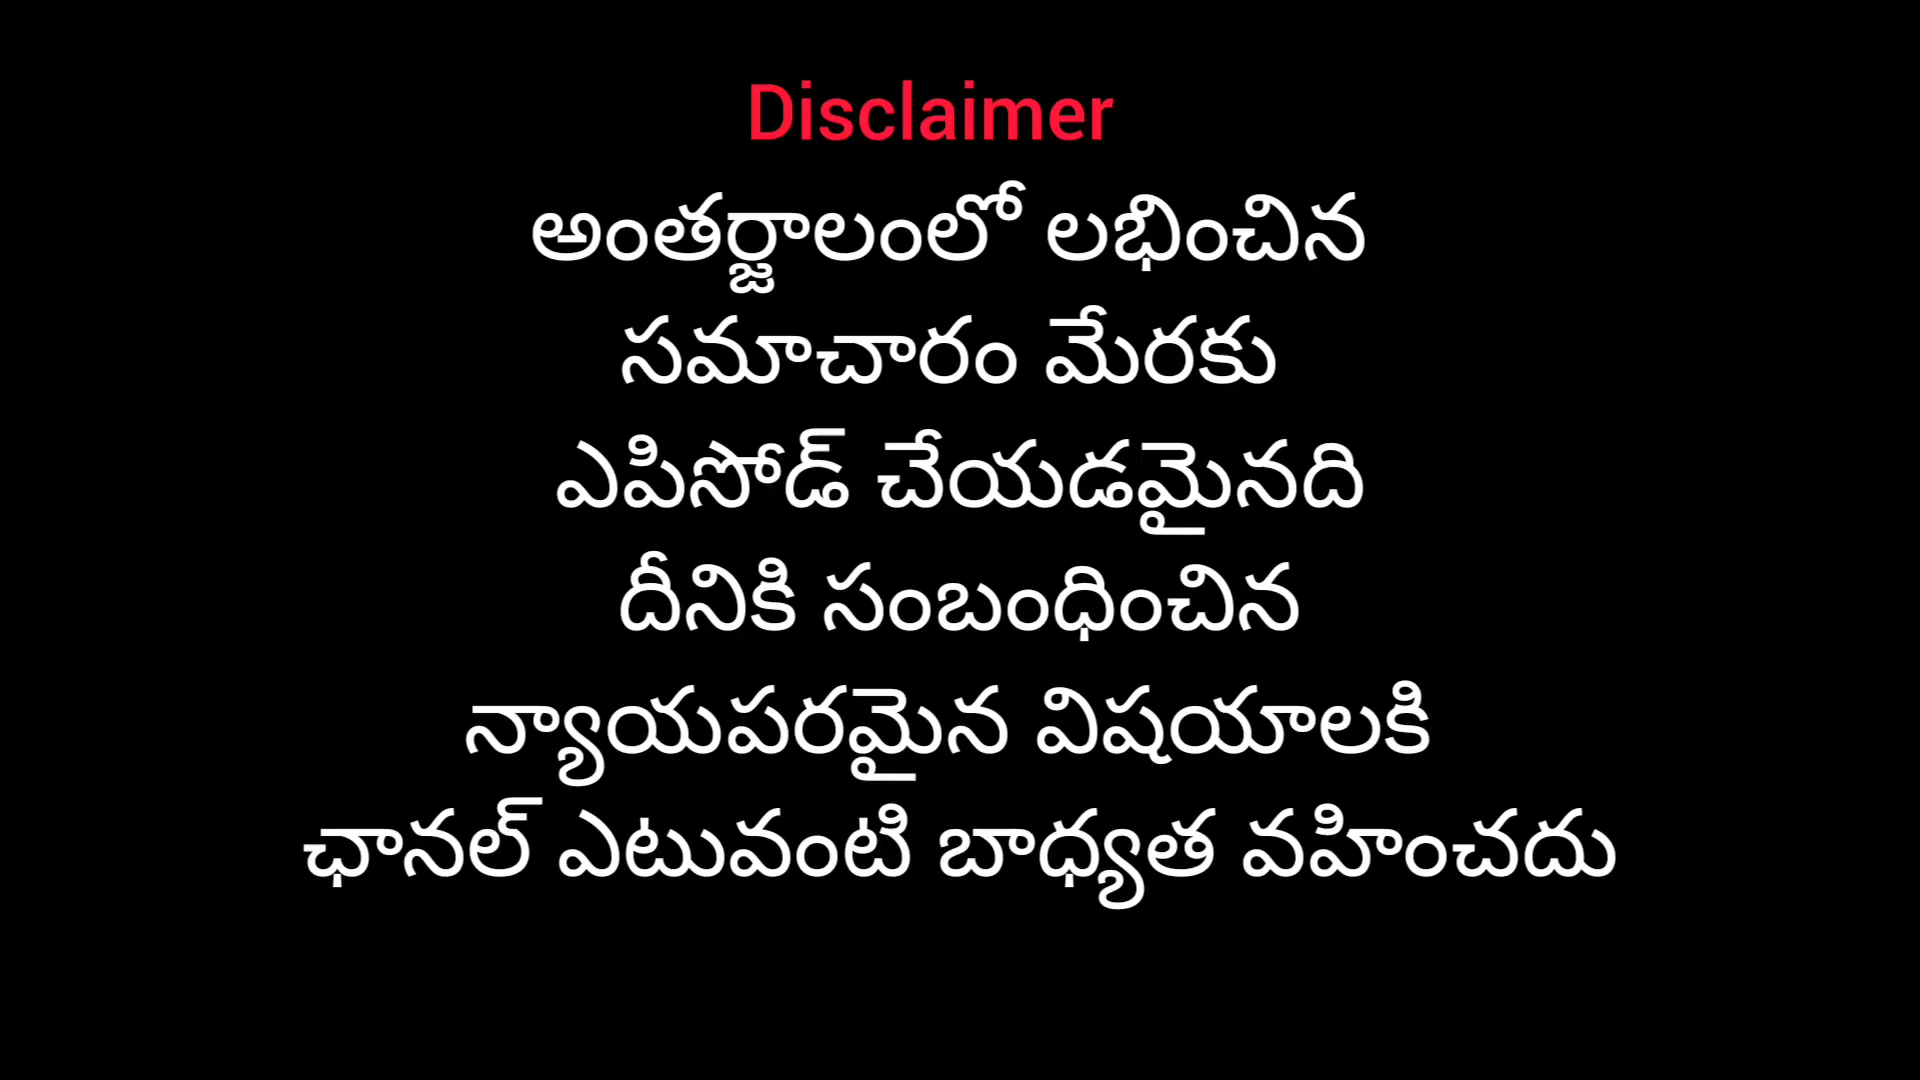 Disclaimer
అంతర్జాలంలో లభించిన
సమాచారం మేరకు
ఎపిసోడ్ చేయడమైనది
దీనికి సంబంధించిన
న్యాయపరమైన విషయాలకి
ఛానల్ ఎటువంటి బాధ్యత వహించదు